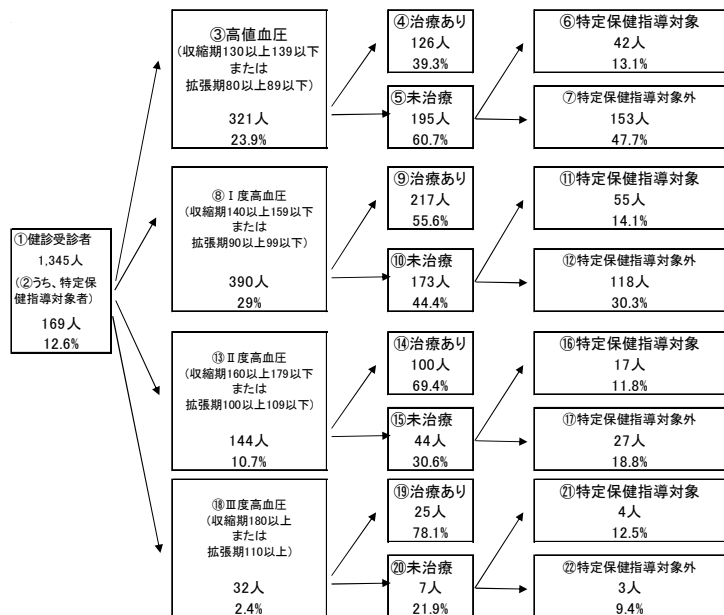 ①健診受診者
1,345人
(②うち、特定保
健指導対象者)
169人
12.6%
③高値血圧
(収縮期130以上139以下
または
拡張期80以上89以下)
321人
23.9%
④治療あり
126人
39.3%
⑤未治療
195人
60.7%
⑥特定保健指導対象
42人
13.1%
⑦特定保健指導対象外
153人
47.7%
⑧Ⅰ度高血圧
(収縮期140以上159以下
または
拡張期90以上99以下)
390人
29%
⑨治療あり
217人
55.6%
⑩未治療
173人
44.4%
⑪特定保健指導対象
55人
14.1%
⑫特定保健指導対象外
118人
30.3%
⑬Ⅱ度高血圧
(収縮期160以上179以下
または
拡張期100以上109以下)
144人
10.7%
⑭治療あり
100人
69.4%
⑮未治療
44人
30.6%
⑯特定保健指導対象
17人
11.8%
⑰特定保健指導対象外
27人
18.8%
⑱Ⅲ度高血圧
(収縮期180以上
または
拡張期110以上)
32人
2.4%
⑲治療あり
25人
78.1%
⑳未治療
7人
21.9%
㉑特定保健指導対象
4人
12.5%
㉒特定保健指導対象外
3人
9.4%